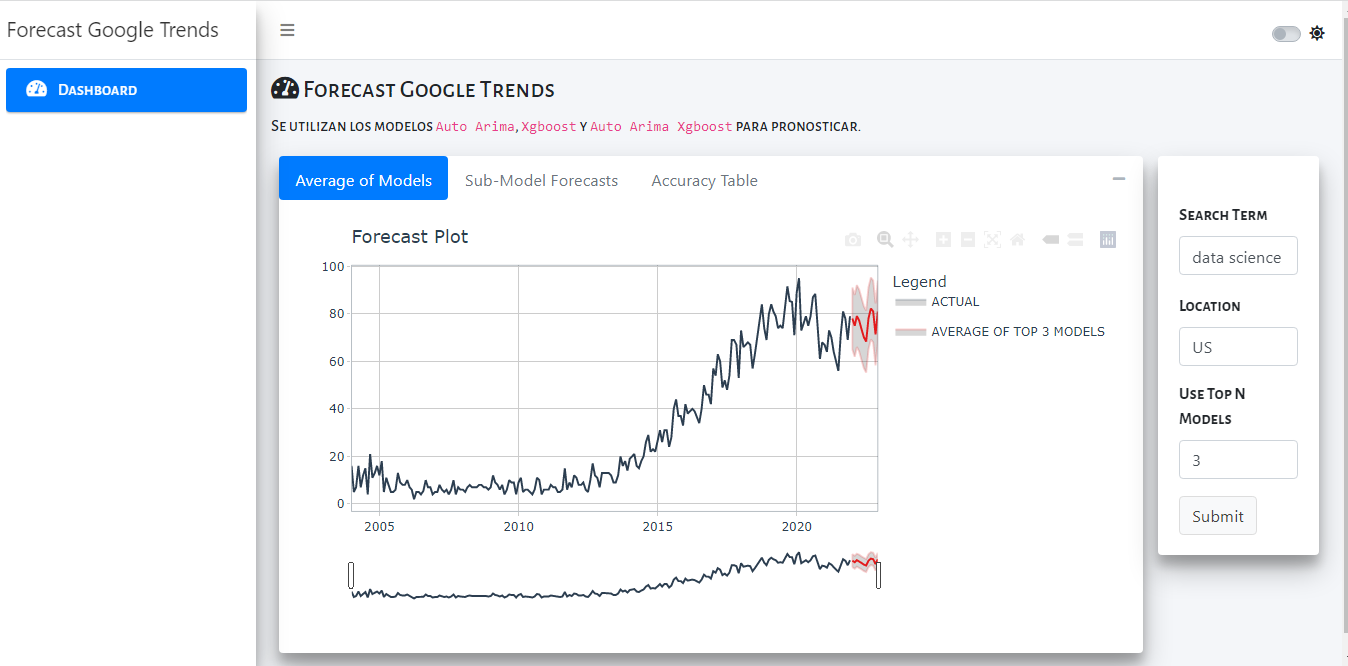 Forecast Google Trends
Dashboard
Forecast Google Trends
Se utilizan los modelos Auto Arima, Xgboost y Auto Arima Xgboost para pronosticar.
Average of Models
Sub-Model Forecasts
Accuracy Table
Forecast Plot
100
80
60
40
20
0
2005
2010
2015
2020
Legend
ACTUAL
AVERAGE OF TOP 3 MODELS
Search Term
data science
Location
US
Use Top N
Models
3
Submit